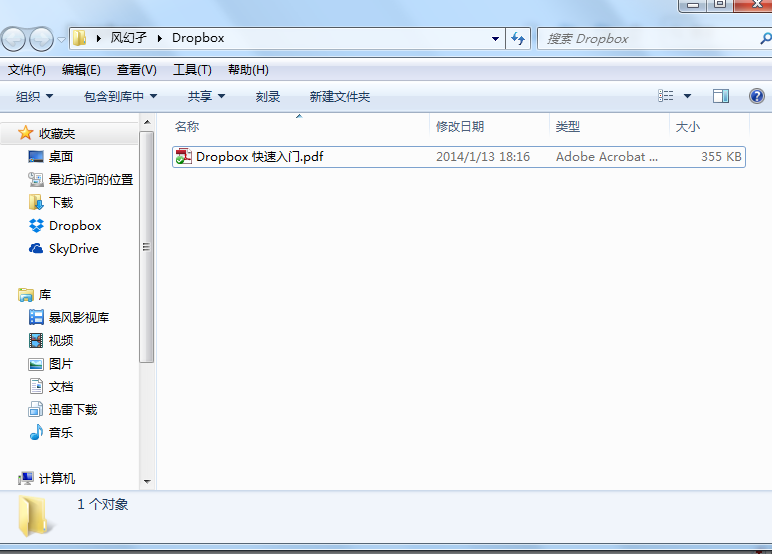 风幻孑 ▸ Dropbox
搜索 Dropbox
文件(F) 编辑(E) 查看(V) 工具(T) 帮助(H)
组织 包含到库中 共享 刻录 新建文件夹
名称 修改日期 类型 大小
Dropbox 快速入门.pdf 2014/1/13 18:16 Adobe Acrobat ... 355 KB
收藏夹
桌面
最近访问的位置
下载
Dropbox
SkyDrive
库
暴风影视库
视频
图片
文档
迅雷下载
音乐
计算机
1 个对象